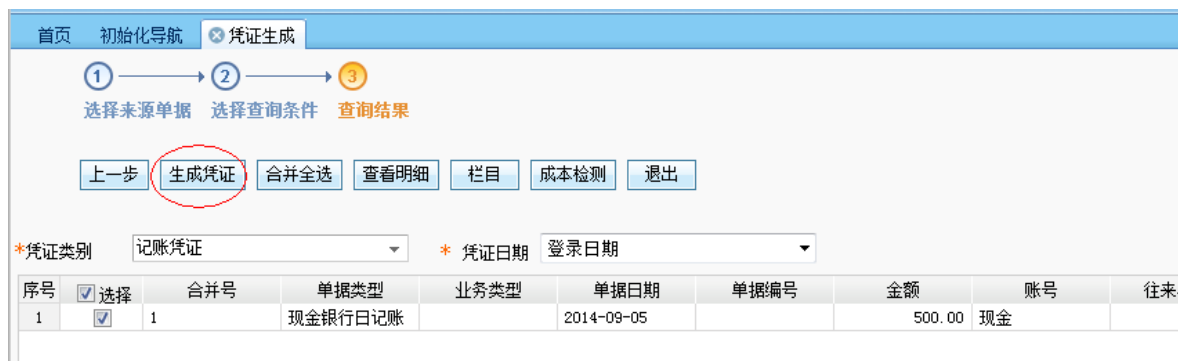 首页 初始化导航 凭证生成
1 2 3
选择来源单据 选择查询条件 查询结果
上一步 生成凭证 合并全选 查看明细 栏目 成本检测 退出
*凭证类别 记账凭证 * 凭证日期 登录日期
序号 选择 合并号 单据类型 业务类型 单据日期 单据编号 金额 账号 往来
1 1 现金银行日记账 2014-09-05 500.00 现金